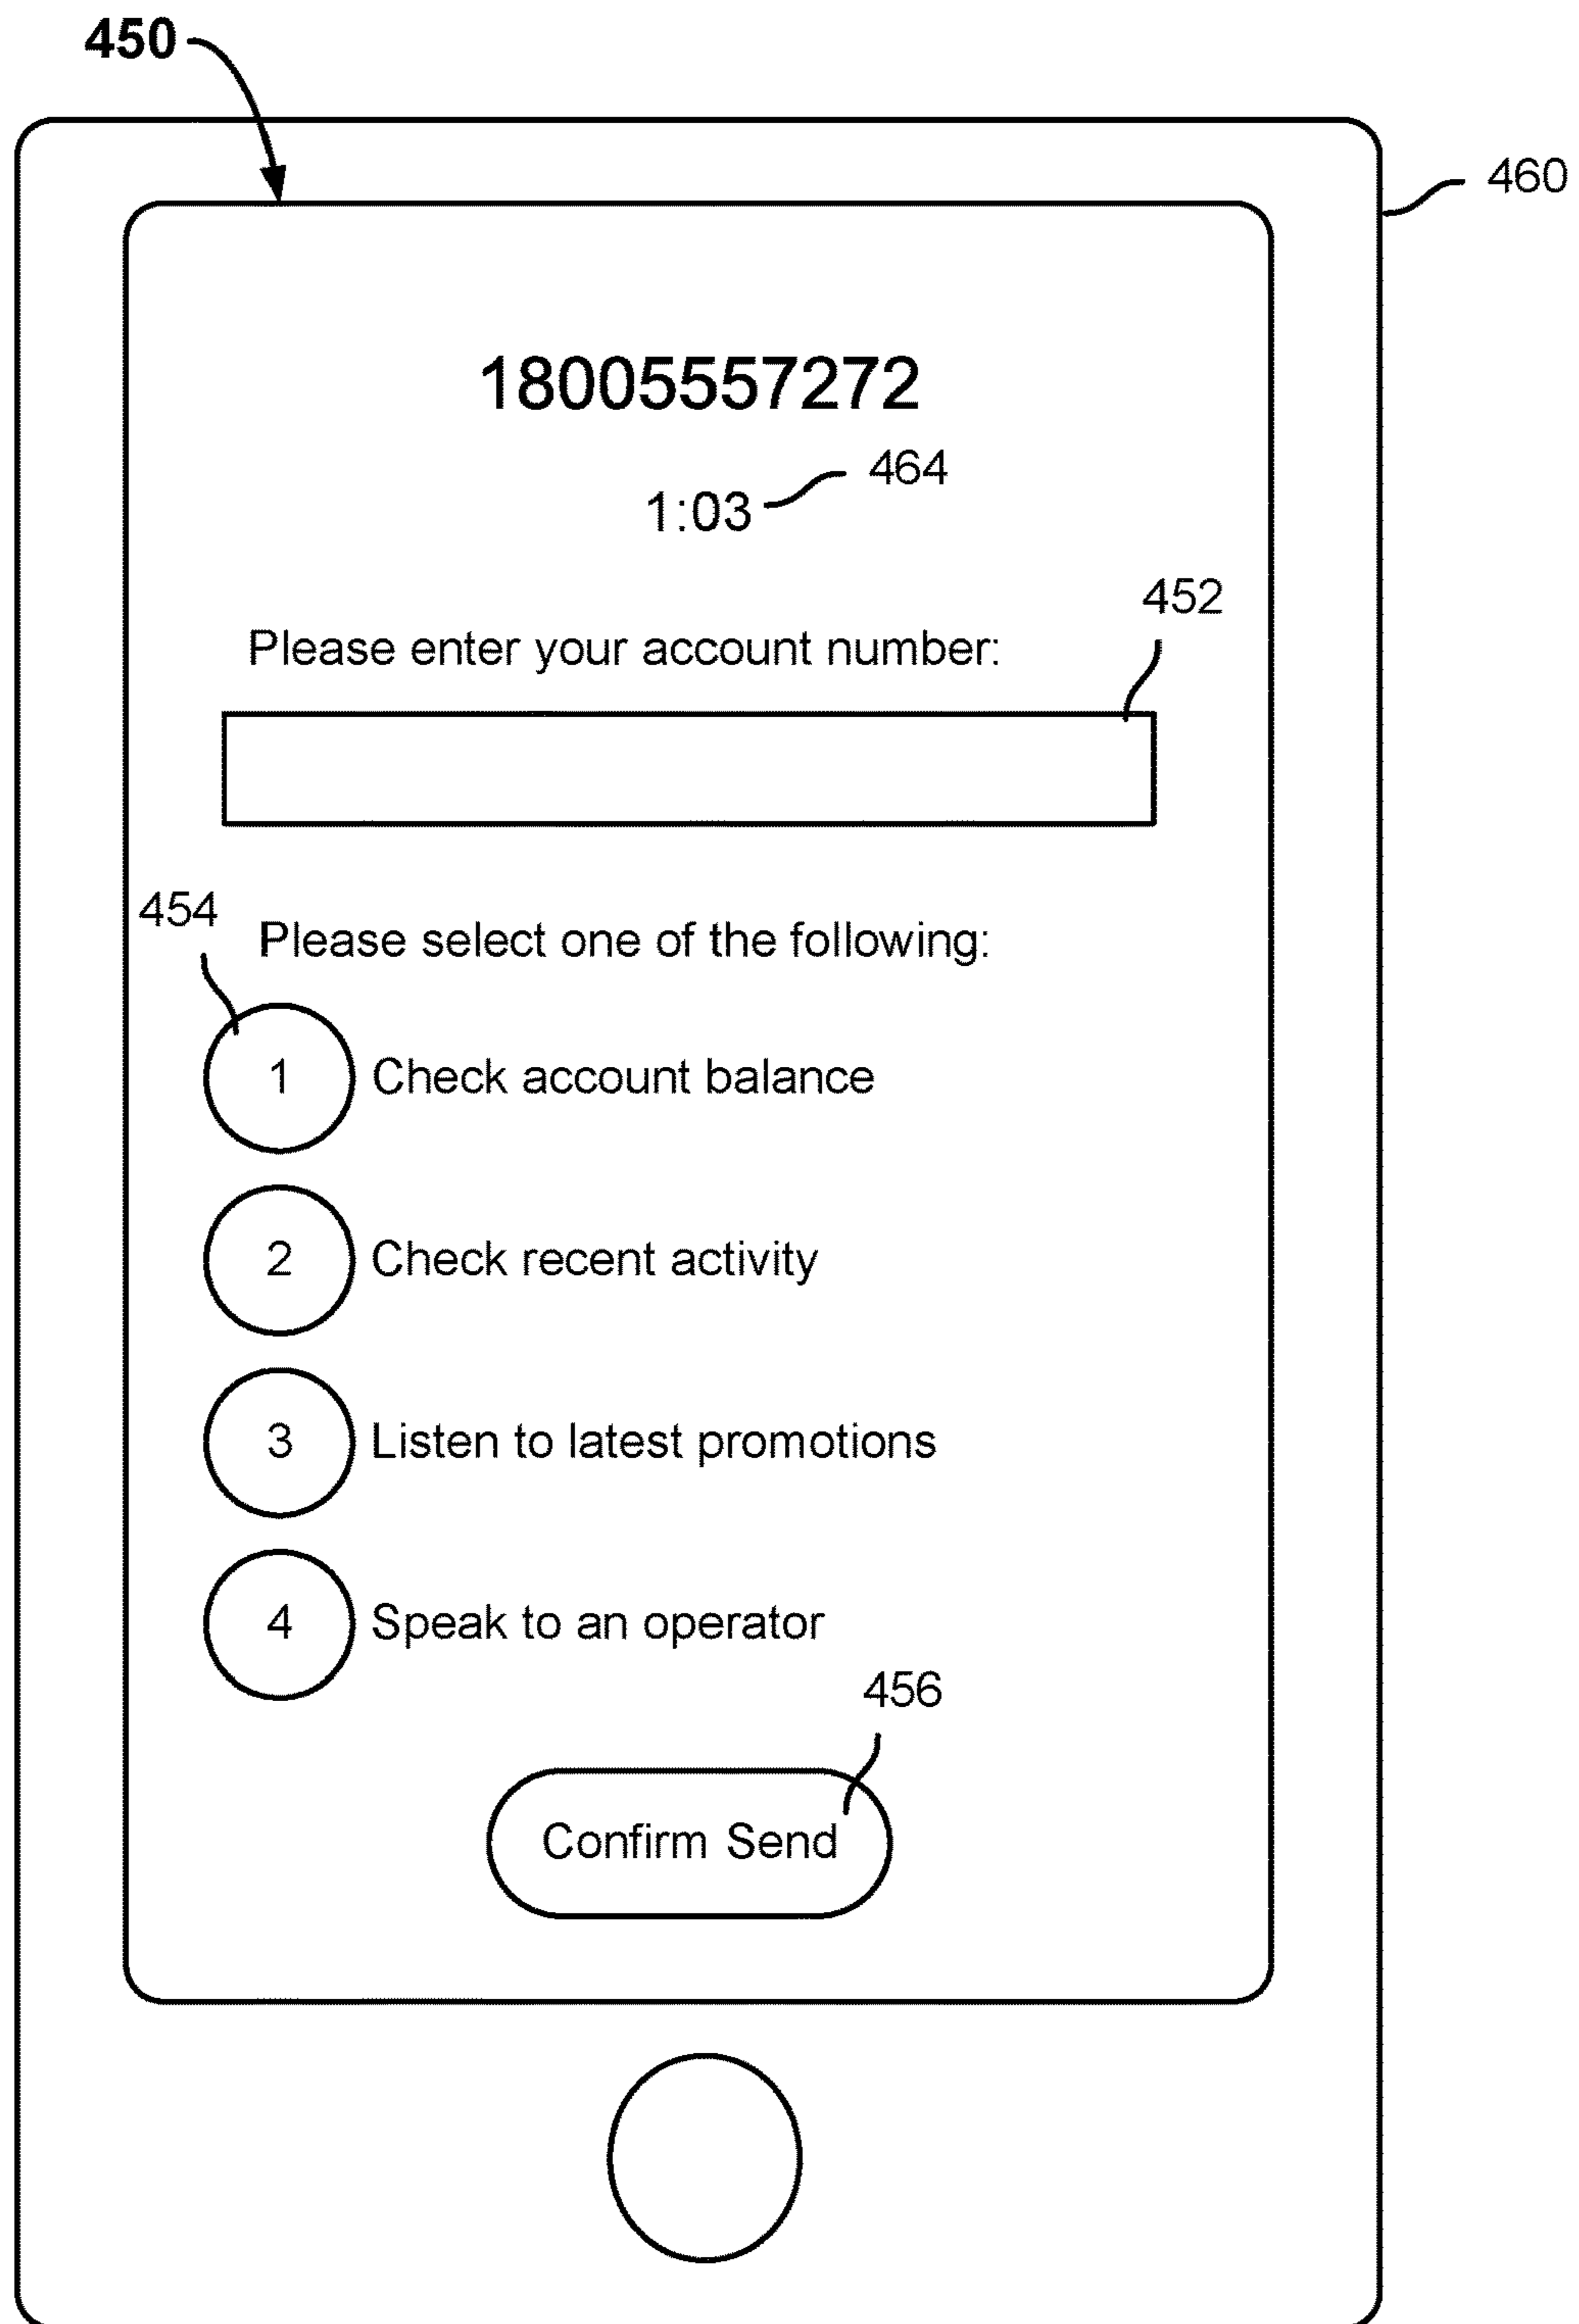 450
460
18005557272
464
1:03
452
Please enter your account number:
454
Please select one of the following:
1 Check account balance
2 Check recent activity
3 Listen to latest promotions
4 Speak to an operator
456
Confirm Send